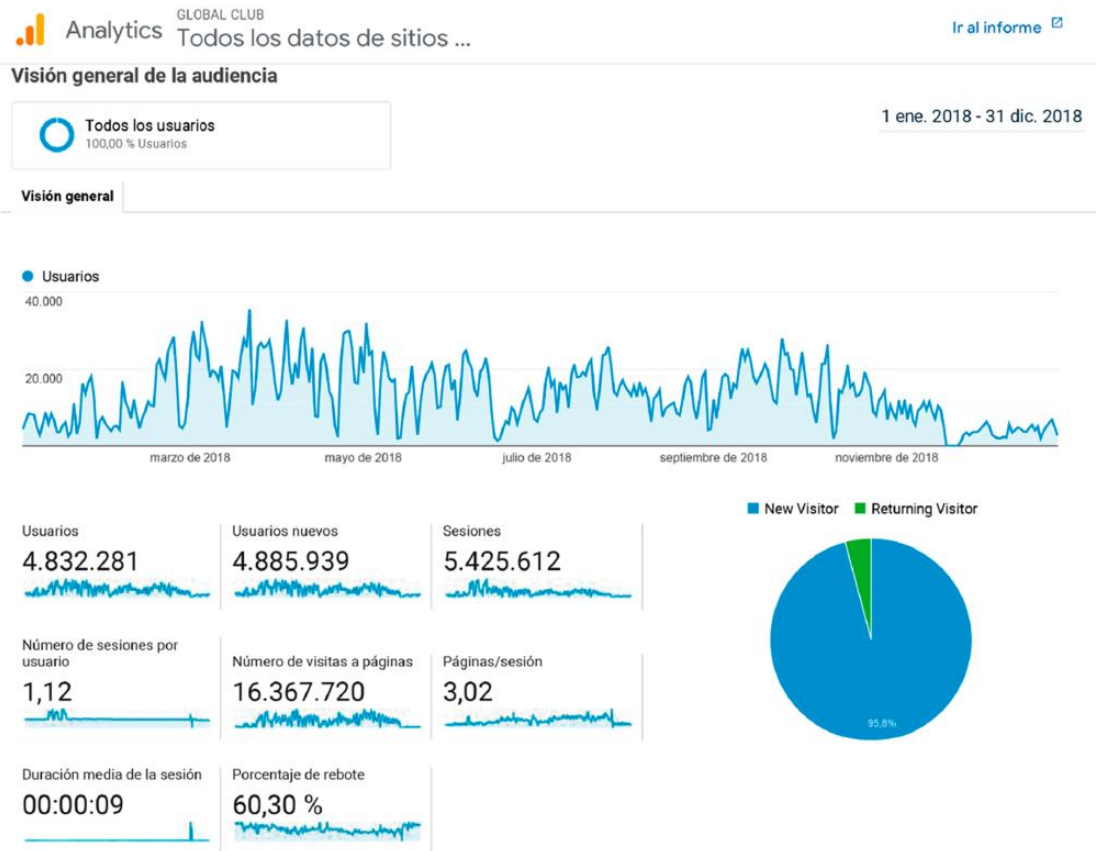 GLOBAL CLUB
Analytics
Todos los datos de sitios ...
Ir al informe
Visión general de la audiencia
Todos los usuarios
100,00 % Usuarios
1 ene. 2018 - 31 dic. 2018
Visión general
Usuarios
40.000
20.000
marzo de 2018
mayo de 2018
julio de 2018
septiembre de 2018
noviembre de 2018
New Visitor
Returning Visitor
Usuarios
4.832.281
Usuarios nuevos
4.885.939
Sesiones
5.425.612
Número de sesiones por
usuario
1,12
Número de visitas a páginas
16.367.720
Páginas/sesión
3,02
95,8%
Duración media de la sesión
00:00:09
Porcentaje de rebote
60,30 %